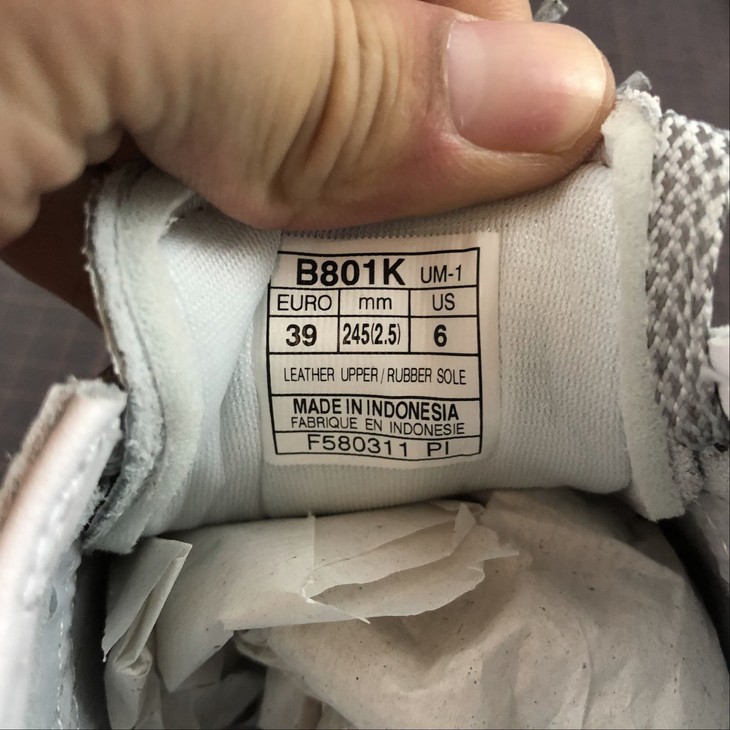 B801K UM-1
EURO mm US
39 245(2.5) 6
LEATHER UPPER/RUBBER SOLE
MADE IN INDONESIA
FABRIQUE EN INDONESIE
F580311 PI